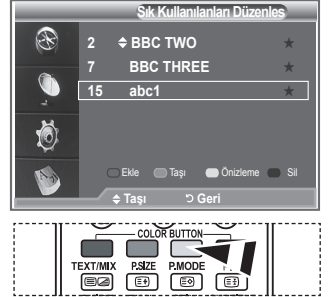 Sık Kullanılanları Düzenles
2 BBC TWO ★
7 BBC THREE ★
15 abc1 ★
Ekle Taşı Önizleme Sil
Taşı Geri
COLOR BUTTON
TEXT/MIX P.SIZE P.MODE